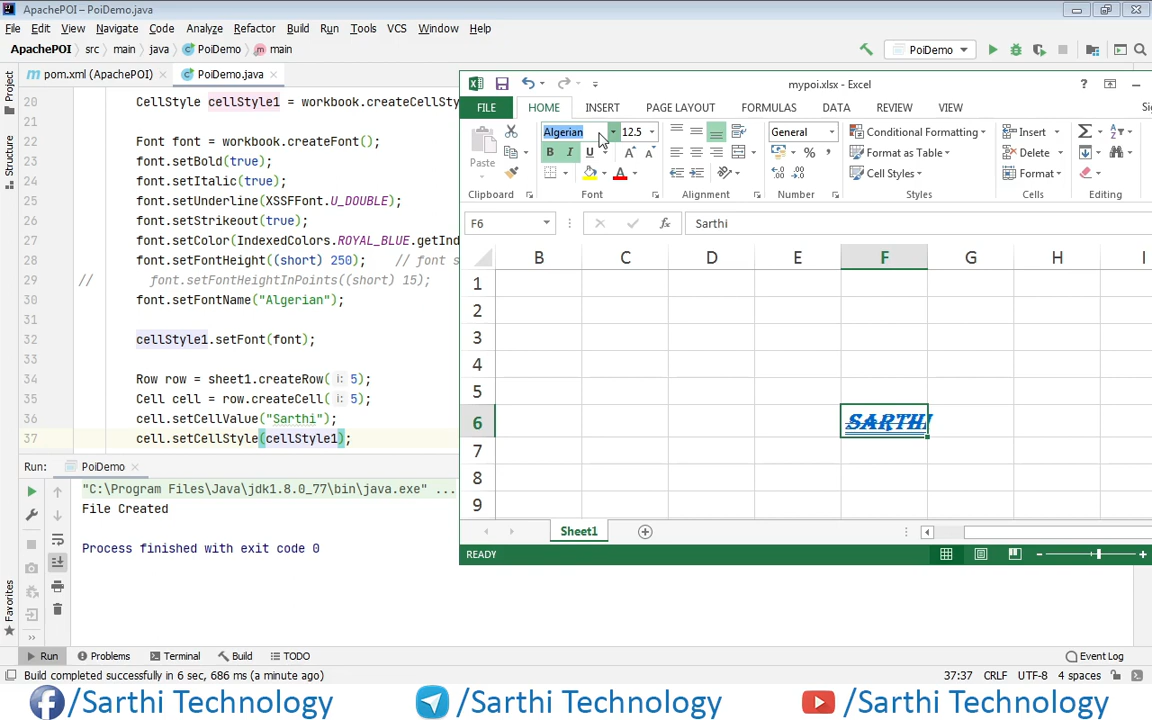 ApachePOI – PoiDemo.java
File Edit View Navigate Code Analyze Refactor Build Run Tools VCS Window Help
ApachePOI src main java PoiDemo main PoiDemo
pom.xml (ApachePOI) PoiDemo.java
Project
Structure
Favorites
20 CellStyle cellStyle1 = workbook.createCellSty
21
22 Font font = workbook.createFont();
23 font.setBold(true);
24 font.setItalic(true);
25 font.setUnderline(XSSFFont.U_DOUBLE);
26 font.setStrikeout(true);
27 font.setColor(IndexedColors.ROYAL_BLUE.getInd
28 font.setFontHeight((short) 250); // font s
29 // font.setFontHeightInPoints((short) 15);
30 font.setFontName("Algerian");
31
32 cellStyle1.setFont(font);
33
34 Row row = sheet1.createRow( i: 5);
35 Cell cell = row.createCell( i: 5);
36 cell.setCellValue("Sarthi");
37 cell.setCellStyle(cellStyle1);
mypoi.xlsx - Excel
FILE HOME INSERT PAGE LAYOUT FORMULAS DATA REVIEW VIEW Sig
Algerian 12.5 General Conditional Formatting Insert
B I U Format as Table Delete
Paste A Cell Styles Format
Clipboard Font Alignment Number Styles Cells Editing
F6 fx Sarthi
B C D E F G H I
1
2
3
4
5
6 SARTHI
7
8
9
Sheet1
READY
Run: PoiDemo
"C:\Program Files\Java\jdk1.8.0_77\bin\java.exe" ...
File Created
Process finished with exit code 0
Run Problems Terminal Build TODO Event Log
Build completed successfully in 6 sec, 686 ms (a minute ago) 37:37 CRLF UTF-8 4 spaces
/Sarthi Technology /Sarthi Technology /Sarthi Technology